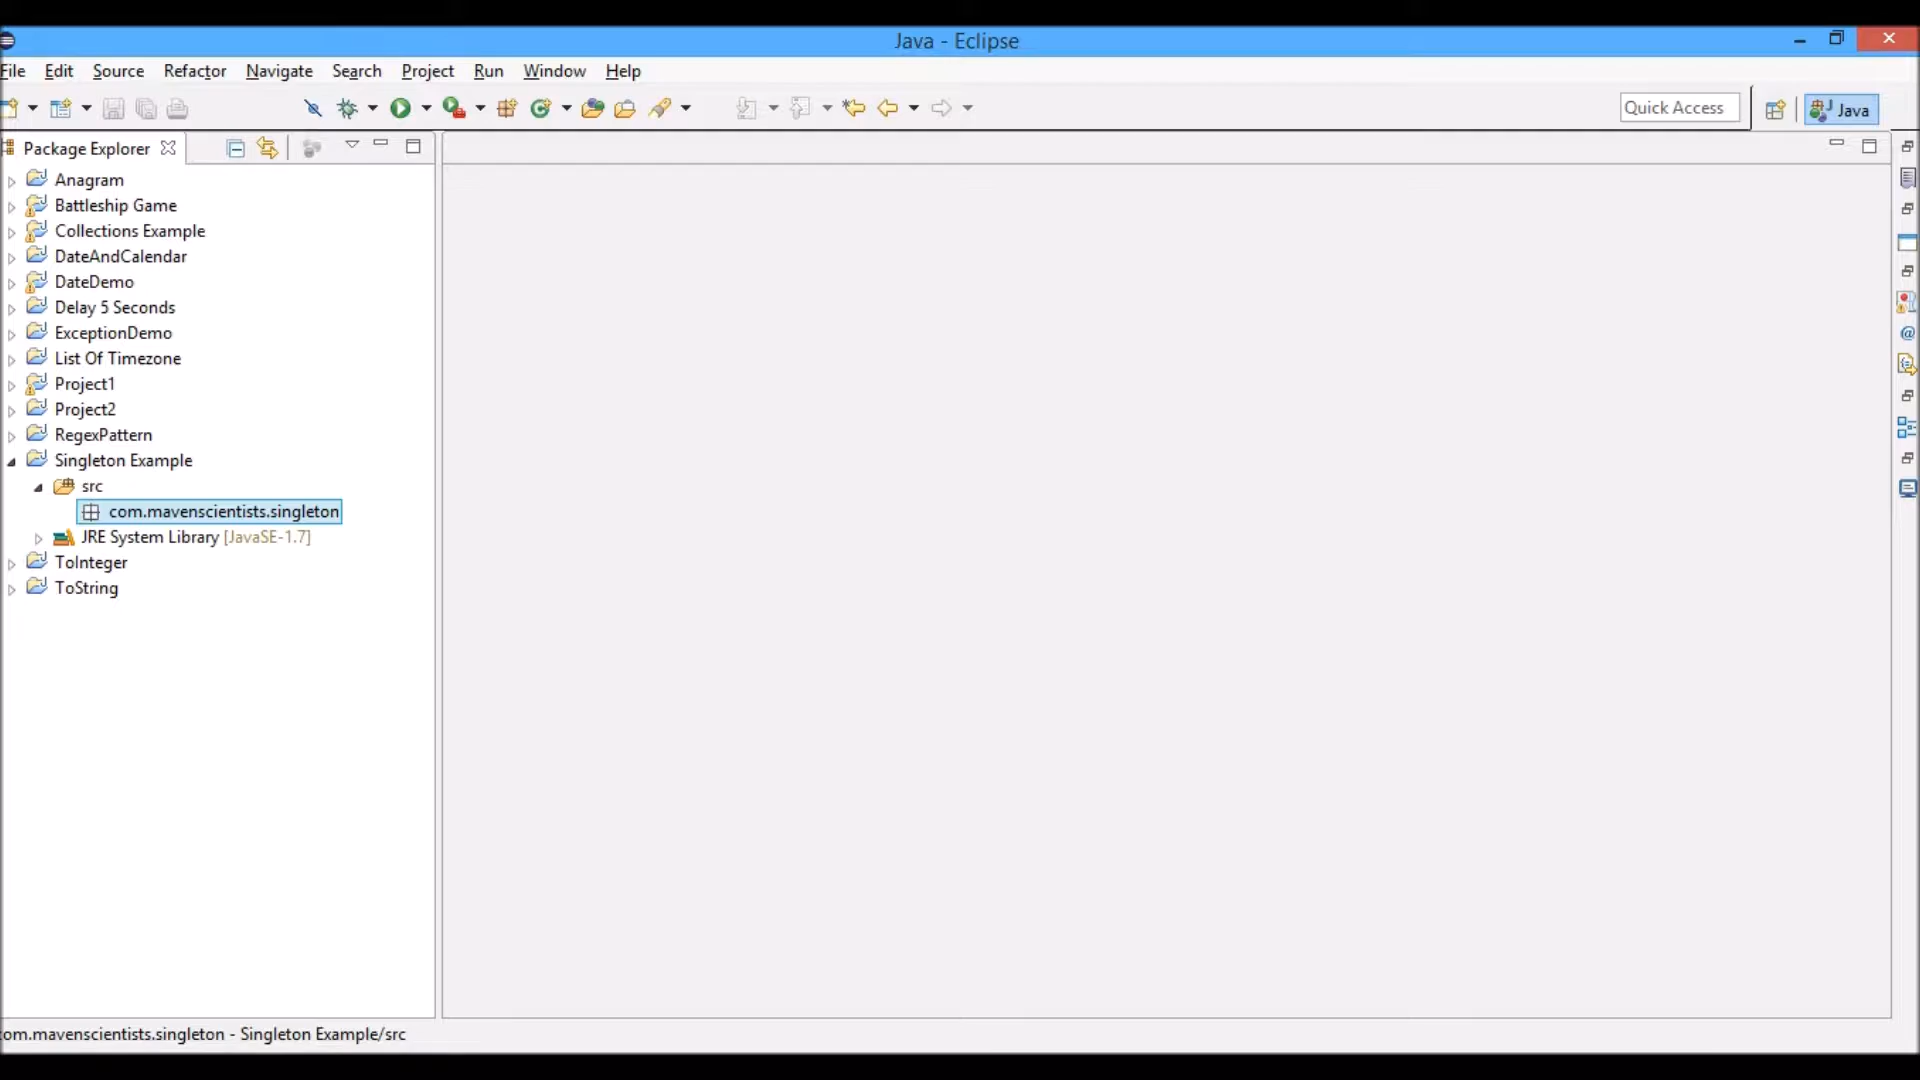 Java - Eclipse
File Edit Source Refactor Navigate Search Project Run Window Help
Quick Access
Java
Package Explorer
Anagram
Battleship Game
Collections Example
DateAndCalendar
DateDemo
Delay 5 Seconds
ExceptionDemo
List Of Timezone
Project1
Project2
RegexPattern
Singleton Example
src
com.mavenscientists.singleton
JRE System Library [JavaSE-1.7]
ToInteger
ToString
com.mavenscientists.singleton - Singleton Example/src